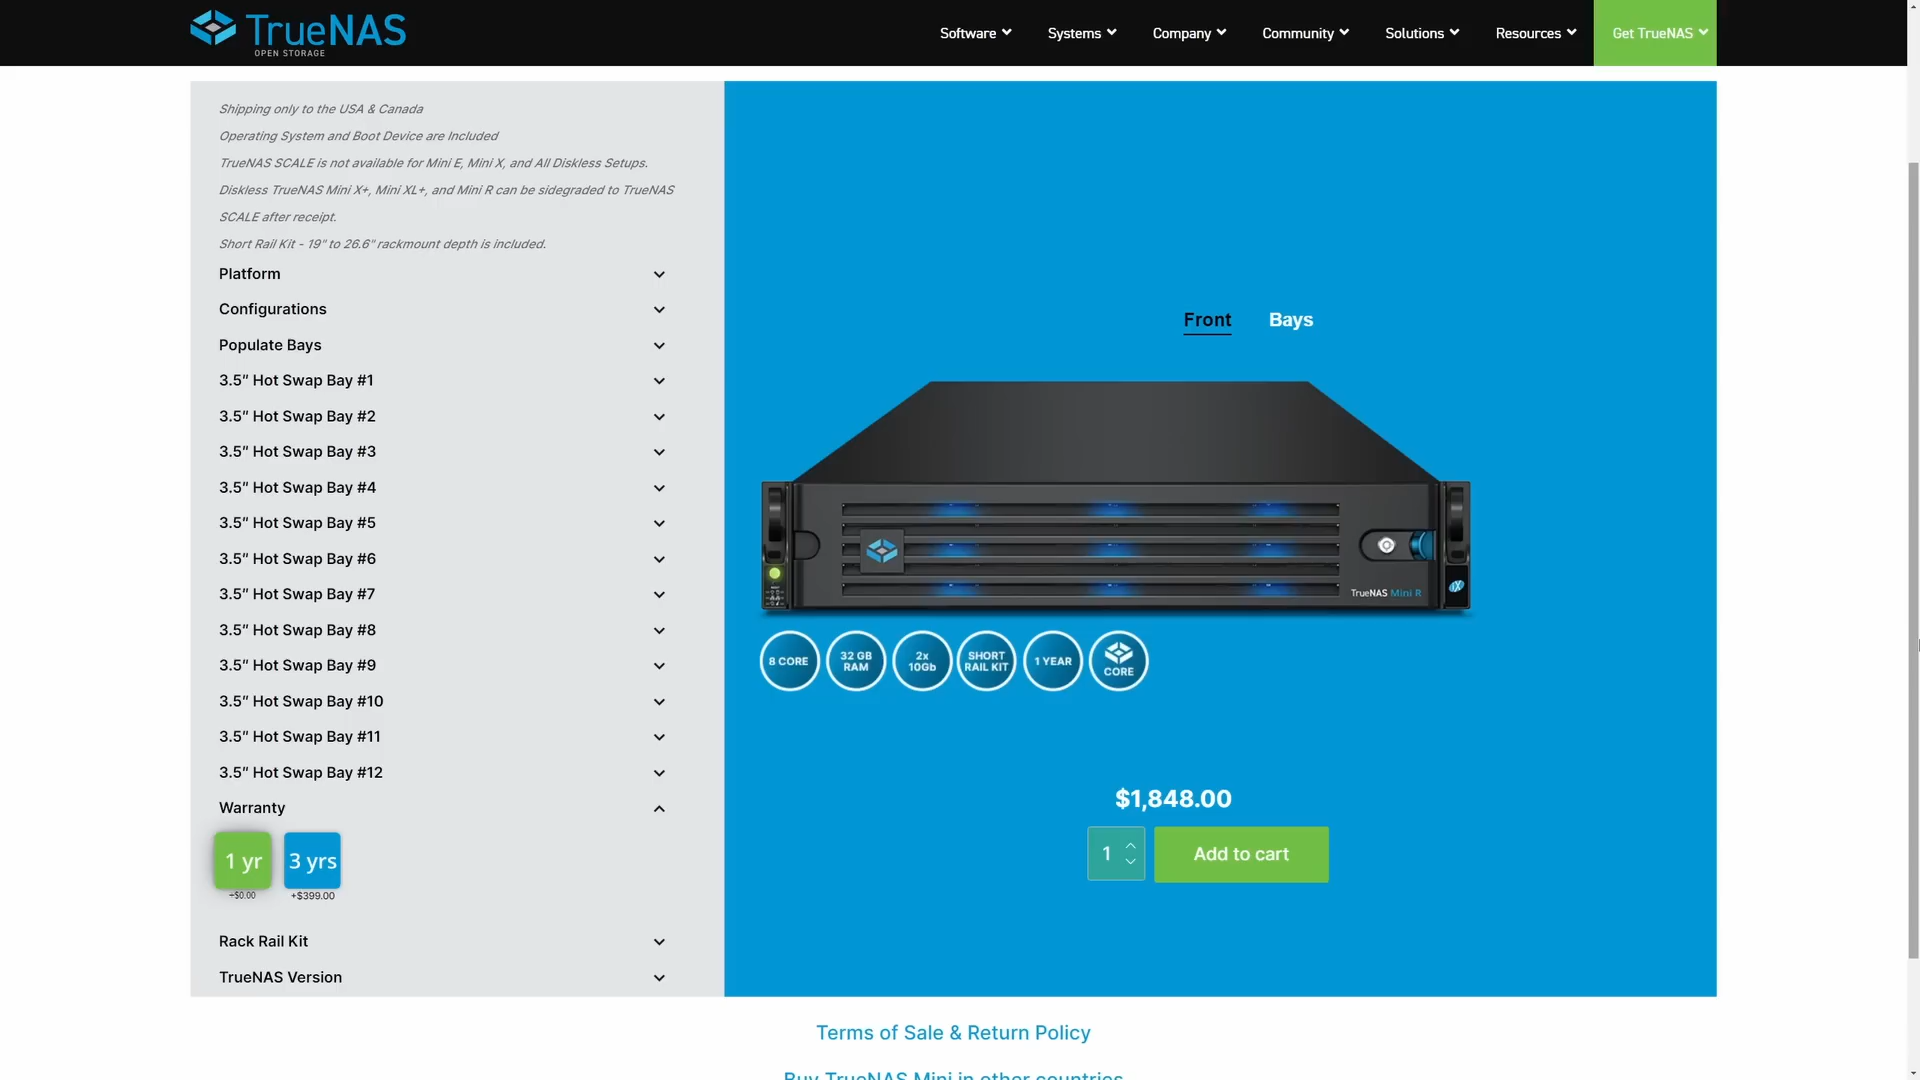 TrueNAS
OPEN STORAGE
Software
Systems
Company
Community
Solutions
Resources
Get TrueNAS
Shipping only to the USA & Canada
Operating System and Boot Device are Included
TrueNAS SCALE is not available for Mini E, Mini X, and All Diskless Setups.
Diskless TrueNAS Mini X+, Mini XL+, and Mini R can be sidegraded to TrueNAS
SCALE after receipt.
Short Rail Kit - 19" to 26.6" rackmount depth is included.
Platform
Configurations
Populate Bays
3.5" Hot Swap Bay #1
3.5" Hot Swap Bay #2
3.5" Hot Swap Bay #3
3.5" Hot Swap Bay #4
3.5" Hot Swap Bay #5
3.5" Hot Swap Bay #6
3.5" Hot Swap Bay #7
3.5" Hot Swap Bay #8
3.5" Hot Swap Bay #9
3.5" Hot Swap Bay #10
3.5" Hot Swap Bay #11
3.5" Hot Swap Bay #12
Warranty
1 yr
3 yrs
+$0.00
+$399.00
Rack Rail Kit
TrueNAS Version
Front
Bays
TrueNAS Mini R
iX
8 CORE
32 GB
RAM
2x
10Gb
SHORT
RAIL KIT
1 YEAR
CORE
$1,848.00
1
Add to cart
Terms of Sale & Return Policy
Buy TrueNAS Mini in other countries